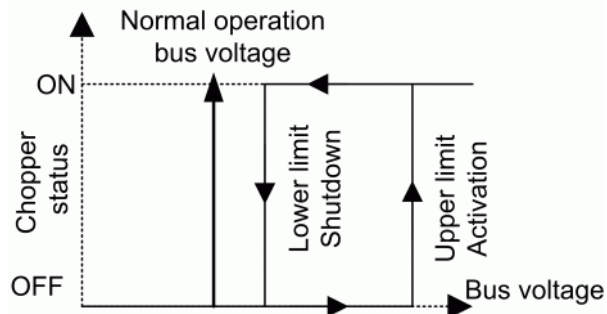 Normal operation
bus voltage
ON
Chopper
status
Lower limit
Shutdown
Upper limit
Activation
OFF
Bus voltage